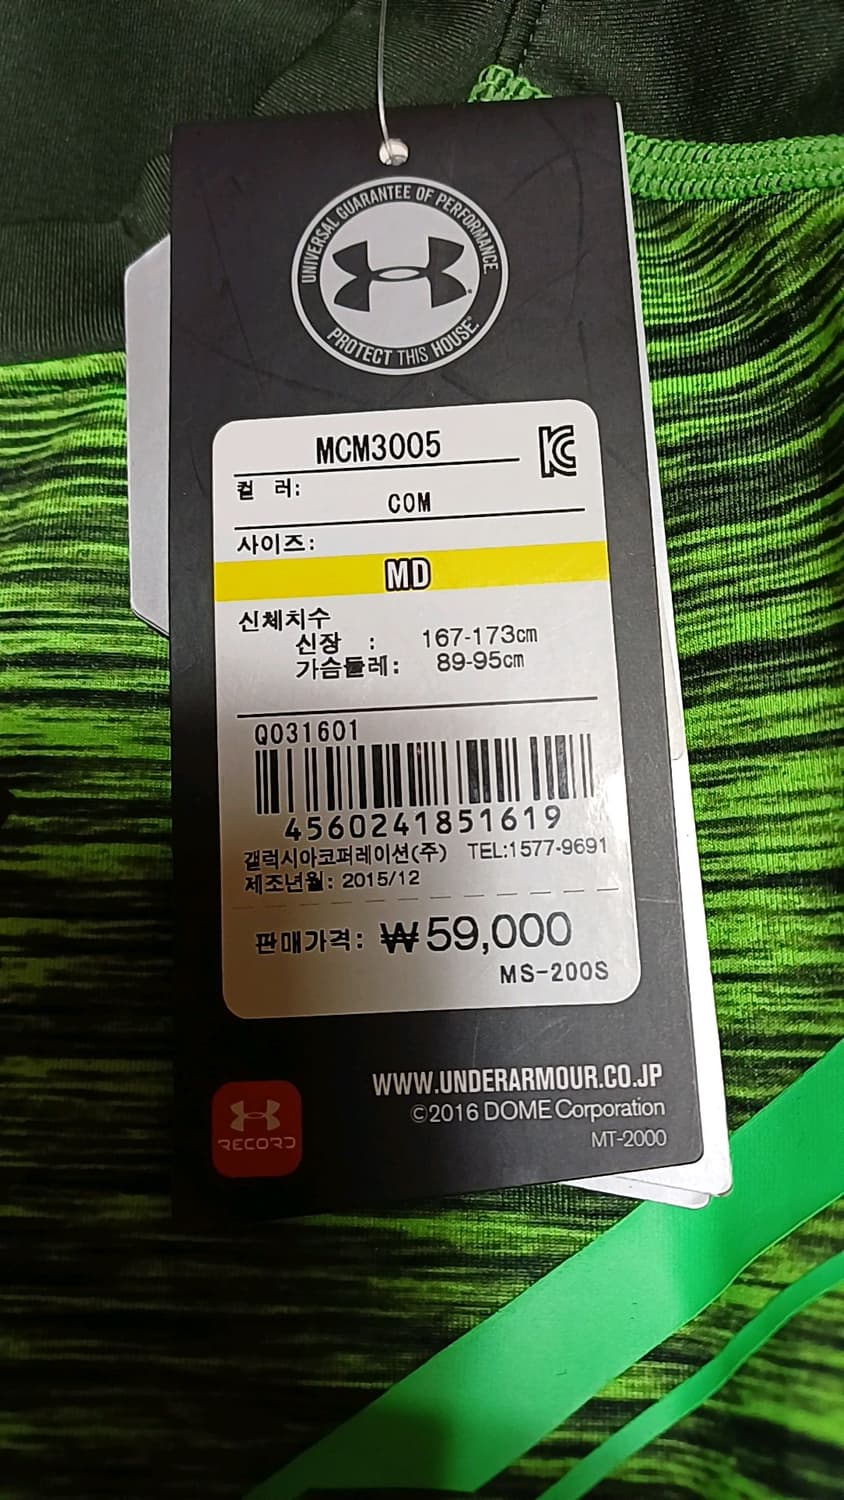 UNIVERSAL GUARANTEE OF PERFORMANCE.
PROTECT THIS HOUSE.®
MCM3005
컬 러:
COM
사이즈:
MD
신체치수
신장 : 167-173cm
가슴둘레: 89-95cm
Q031601
4560241851619
갤럭시아코퍼레이션(주) TEL:1577-9691
제조년월: 2015/12
판매가격: ₩59,000
MS-200S
WWW.UNDERARMOUR.CO.JP
©2016 DOME Corporation
MT-2000
RECORD